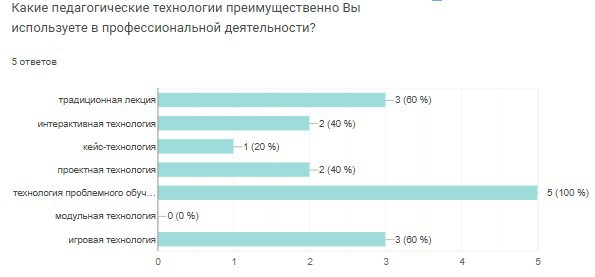 Какие педагогические технологии преимущественно Вы
используете в профессиональной деятельности?
5 ответов
традиционная лекция 3 (60 %)
интерактивная технология 2 (40 %)
кейс-технология 1 (20 %)
проектная технология 2 (40 %)
технология проблемного обуч… 5 (100 %)
модульная технология 0 (0 %)
игровая технология 3 (60 %)
0 1 2 3 4 5